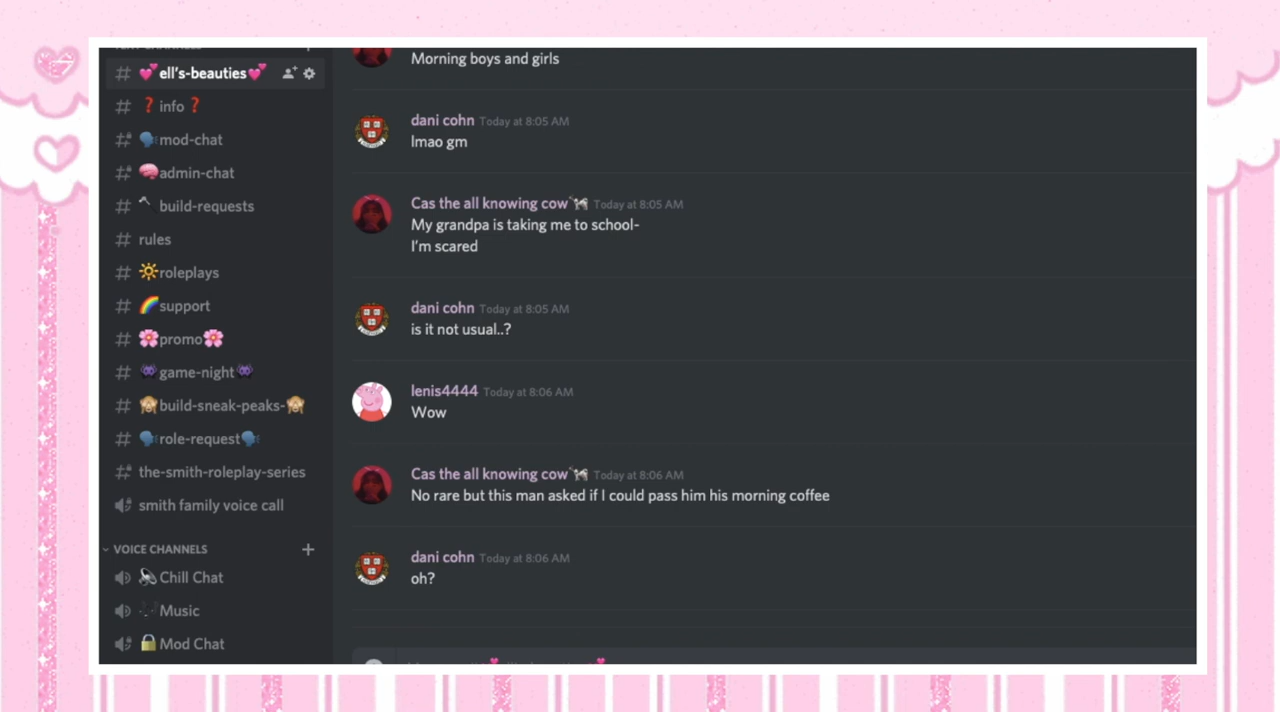 💕ell's-beauties💕
❓info❓
🗣mod-chat
🧠admin-chat
🔨build-requests
rules
🔆roleplays
🌈support
🌸promo🌸
👾game-night👾
🙈build-sneak-peaks-🙈
🗣role-request🗣
the-smith-roleplay-series
smith family voice call
VOICE CHANNELS
🔊Chill Chat
Music
🔒Mod Chat
Morning boys and girls
dani cohn Today at 8:05 AM
lmao gm
Cas the all knowing cow Today at 8:05 AM
My grandpa is taking me to school-
I'm scared
dani cohn Today at 8:05 AM
is it not usual..?
lenis4444 Today at 8:06 AM
Wow
Cas the all knowing cow Today at 8:06 AM
No rare but this man asked if I could pass him his morning coffee
dani cohn Today at 8:06 AM
oh?